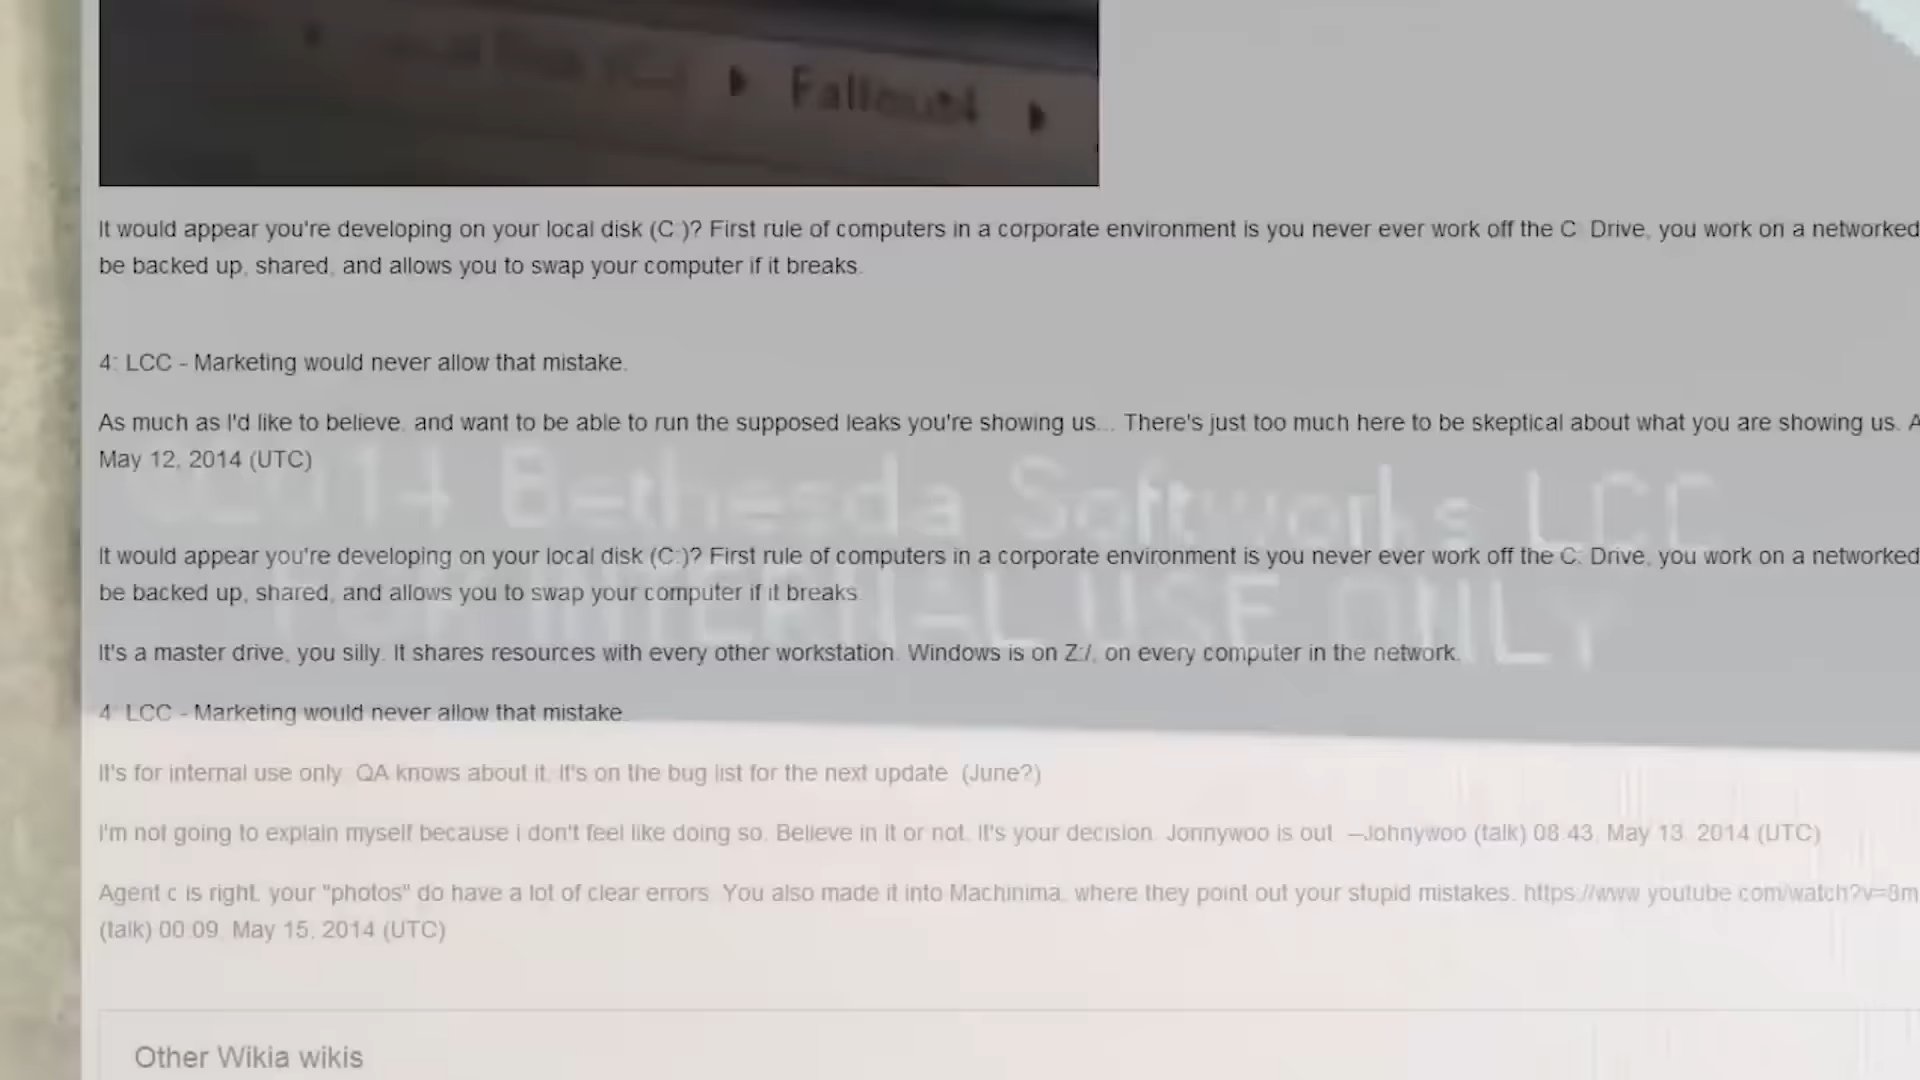 Fallout4
It would appear you're developing on your local disk (C:)? First rule of computers in a corporate environment is you never ever work off the C: Drive, you work on a networked
be backed up, shared, and allows you to swap your computer if it breaks.
4: LCC - Marketing would never allow that mistake.
As much as I'd like to believe, and want to be able to run the supposed leaks you're showing us... There's just too much here to be skeptical about what you are showing us. A
May 12, 2014 (UTC)
©2014 Bethesda Softworks LCC
It would appear you're developing on your local disk (C:)? First rule of computers in a corporate environment is you never ever work off the C: Drive, you work on a networked
be backed up, shared, and allows you to swap your computer if it breaks.
FOR INTERNAL USE ONLY
It's a master drive, you silly. It shares resources with every other workstation. Windows is on Z:/, on every computer in the network.
4: LCC - Marketing would never allow that mistake.
It's for internal use only. QA knows about it. It's on the bug list for the next update. (June?)
I'm not going to explain myself because i don't feel like doing so. Believe in it or not. It's your decision. Jonnywoo is out. --Johnywoo (talk) 08:43, May 13, 2014 (UTC)
Agent c is right, your "photos" do have a lot of clear errors. You also made it into Machinima, where they point out your stupid mistakes. https://www.youtube.com/watch?v=8m
(talk) 00:09, May 15, 2014 (UTC)
Other Wikia wikis